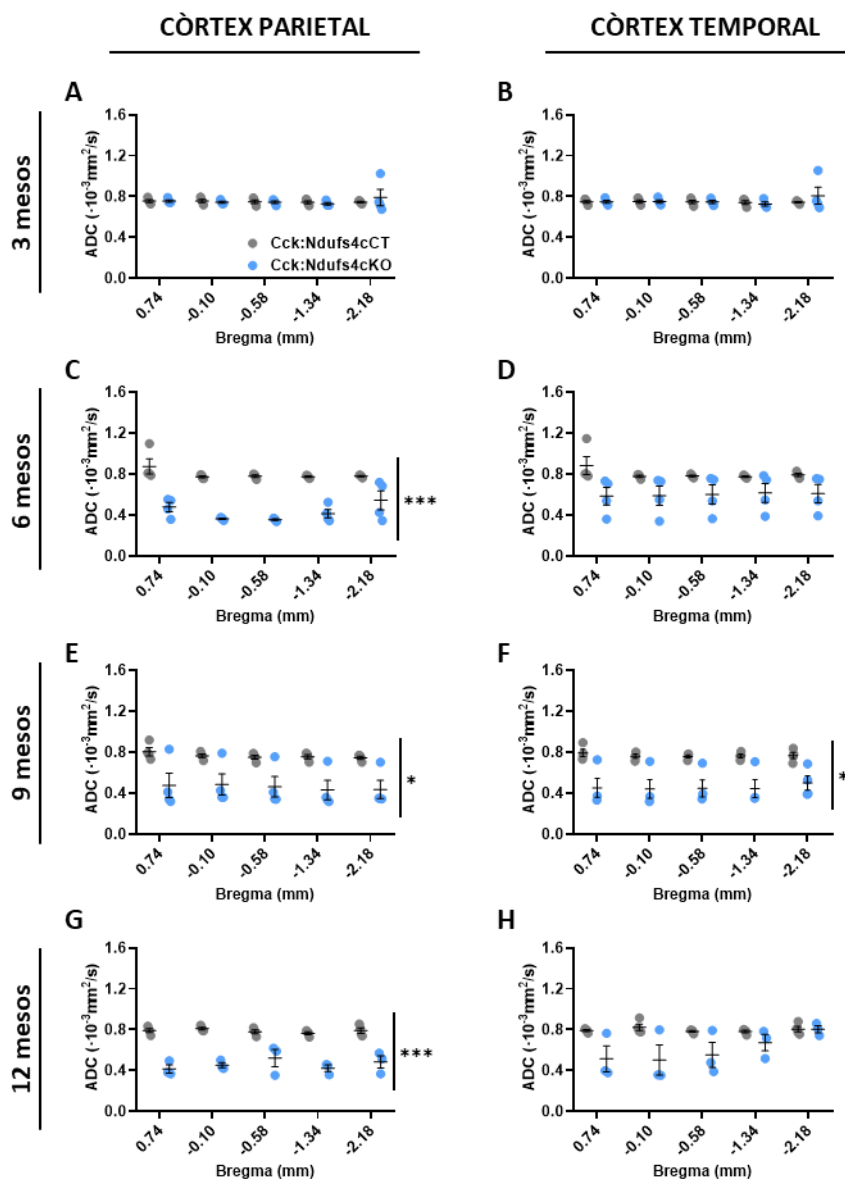 CÒRTEX PARIETAL
CÒRTEX TEMPORAL
3 mesos
A
ADC (·10⁻³mm²/s)
1.6
1.2
0.8
0.4
0.0
Cck:Ndufs4cCT
Cck:Ndufs4cKO
0.74
-0.10
-0.58
-1.34
-2.18
Bregma (mm)
B
ADC (·10⁻³mm²/s)
1.6
1.2
0.8
0.4
0.0
0.74
-0.10
-0.58
-1.34
-2.18
Bregma (mm)
6 mesos
C
ADC (·10⁻³mm²/s)
1.6
1.2
0.8
0.4
0.0
***
0.74
-0.10
-0.58
-1.34
-2.18
Bregma (mm)
D
ADC (·10⁻³mm²/s)
1.6
1.2
0.8
0.4
0.0
0.74
-0.10
-0.58
-1.34
-2.18
Bregma (mm)
9 mesos
E
ADC (·10⁻³mm²/s)
1.6
1.2
0.8
0.4
0.0
*
0.74
-0.10
-0.58
-1.34
-2.18
Bregma (mm)
F
ADC (·10⁻³mm²/s)
1.6
1.2
0.8
0.4
0.0
*
0.74
-0.10
-0.58
-1.34
-2.18
Bregma (mm)
12 mesos
G
ADC (·10⁻³mm²/s)
1.6
1.2
0.8
0.4
0.0
***
0.74
-0.10
-0.58
-1.34
-2.18
Bregma (mm)
H
ADC (·10⁻³mm²/s)
1.6
1.2
0.8
0.4
0.0
0.74
-0.10
-0.58
-1.34
-2.18
Bregma (mm)